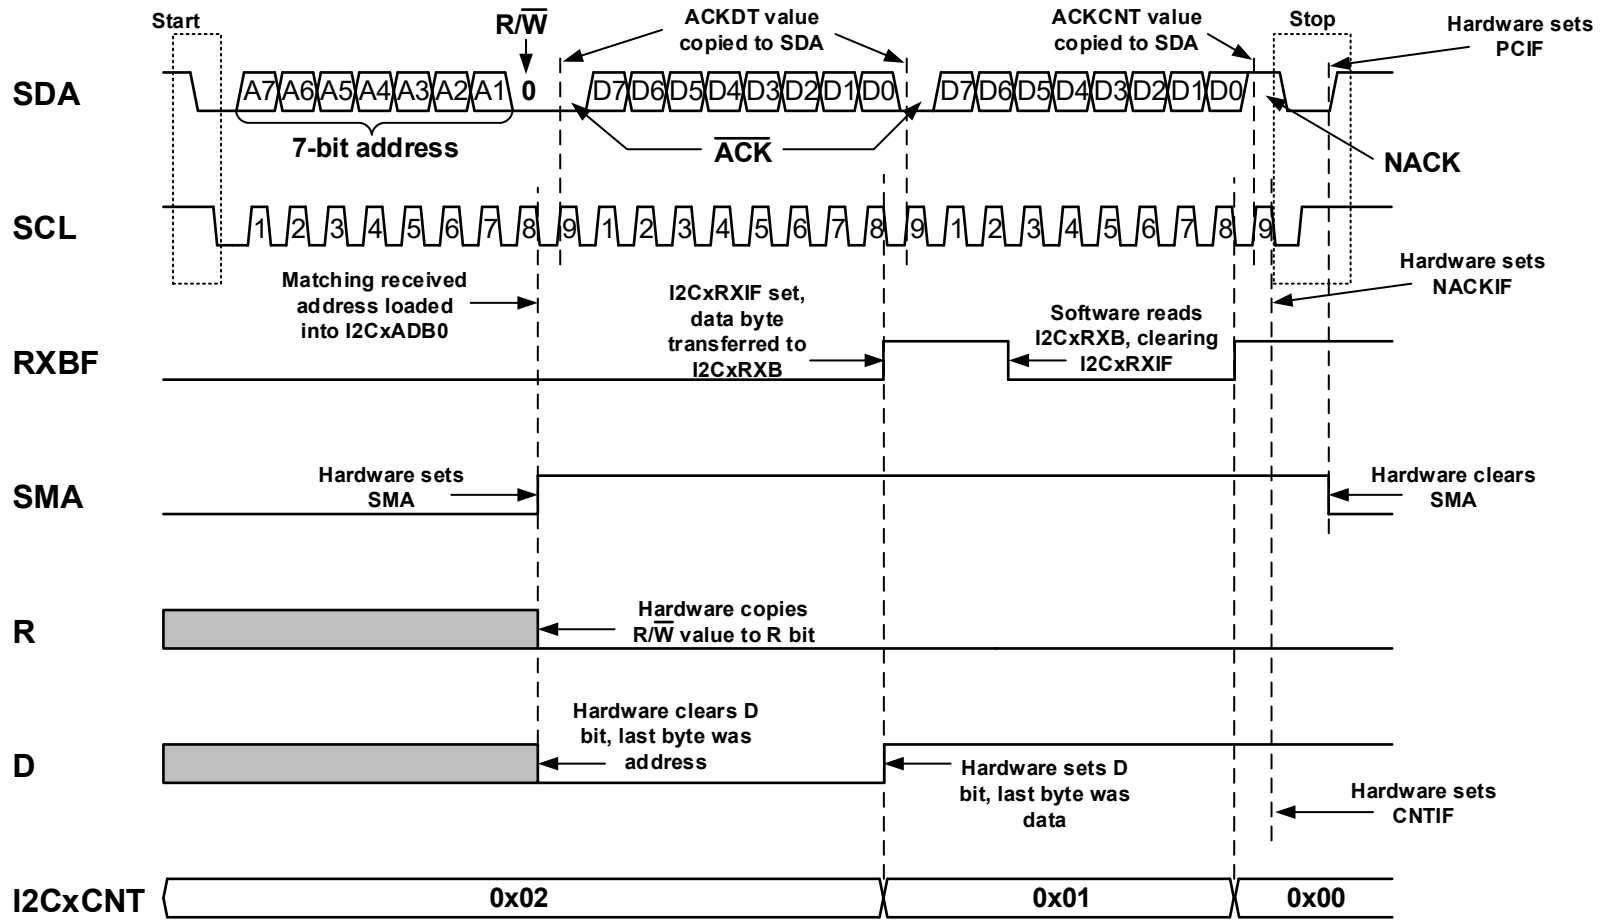 Start
R/W
ACKDT value
copied to SDA
ACKCNT value
copied to SDA
Stop
Hardware sets
PCIF
SDA
A7 A6 A5 A4 A3 A2 A1 0 D7 D6 D5 D4 D3 D2 D1 D0 D7 D6 D5 D4 D3 D2 D1 D0
7-bit address
ACK
NACK
SCL
1 2 3 4 5 6 7 8 9 1 2 3 4 5 6 7 8 9 1 2 3 4 5 6 7 8 9
Matching received
address loaded
into I2CxADB0
I2CxRXIF set,
data byte
transferred to
I2CxRXB
Software reads
I2CxRXB, clearing
I2CxRXIF
Hardware sets
NACKIF
RXBF
SMA
Hardware sets
SMA
Hardware clears
SMA
R
Hardware copies
R/W value to R bit
D
Hardware clears D
bit, last byte was
address
Hardware sets D
bit, last byte was
data
Hardware sets
CNTIF
I2CxCNT
0x02 0x01 0x00